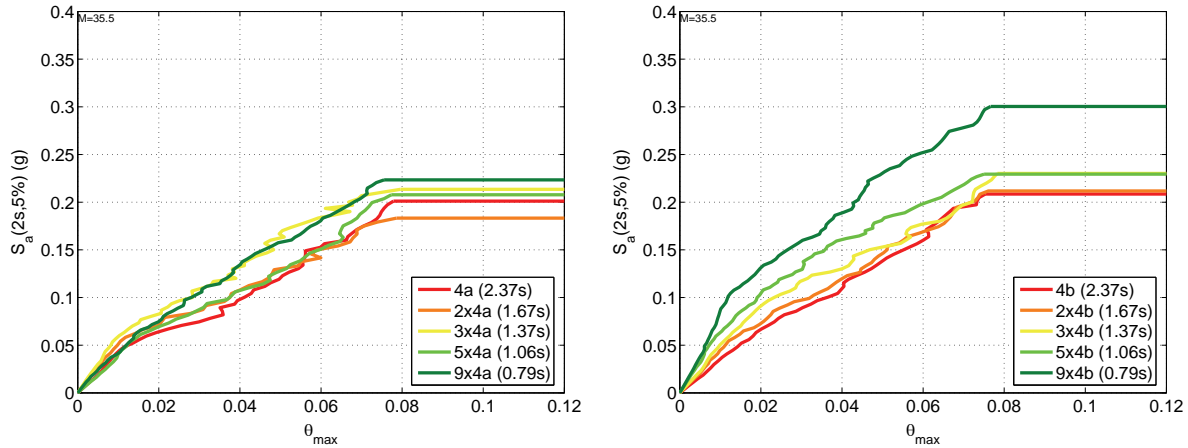 M=35.5
0.4
0.35
0.3
0.25
0.2
0.15
0.1
0.05
0
S_a(2s,5%) (g)
4a (2.37s)
2x4a (1.67s)
3x4a (1.37s)
5x4a (1.06s)
9x4a (0.79s)
0 0.02 0.04 0.06 0.08 0.1 0.12
θ_max
M=35.5
0.4
0.35
0.3
0.25
0.2
0.15
0.1
0.05
0
S_a(2s,5%) (g)
4b (2.37s)
2x4b (1.67s)
3x4b (1.37s)
5x4b (1.06s)
9x4b (0.79s)
0 0.02 0.04 0.06 0.08 0.1 0.12
θ_max